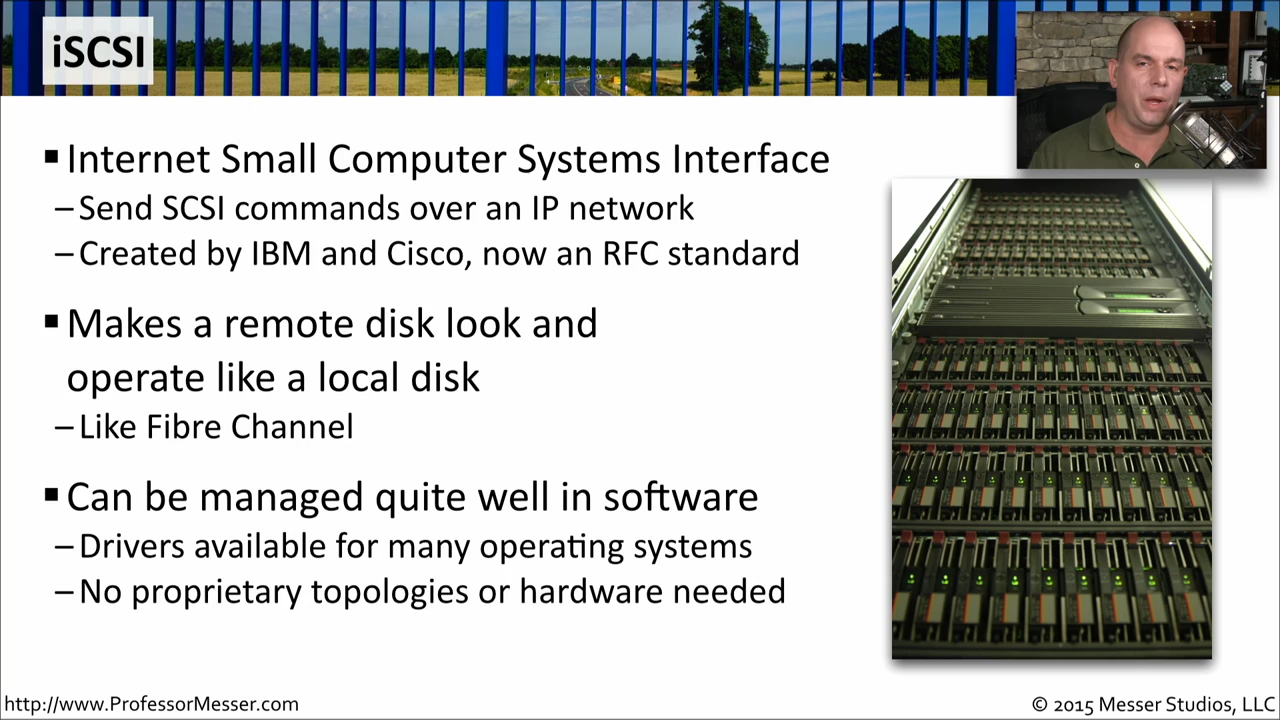 iSCSI
▪ Internet Small Computer Systems Interface
– Send SCSI commands over an IP network
– Created by IBM and Cisco, now an RFC standard
▪ Makes a remote disk look and
operate like a local disk
– Like Fibre Channel
▪ Can be managed quite well in software
– Drivers available for many operating systems
– No proprietary topologies or hardware needed
http://www.ProfessorMesser.com
© 2015 Messer Studios, LLC